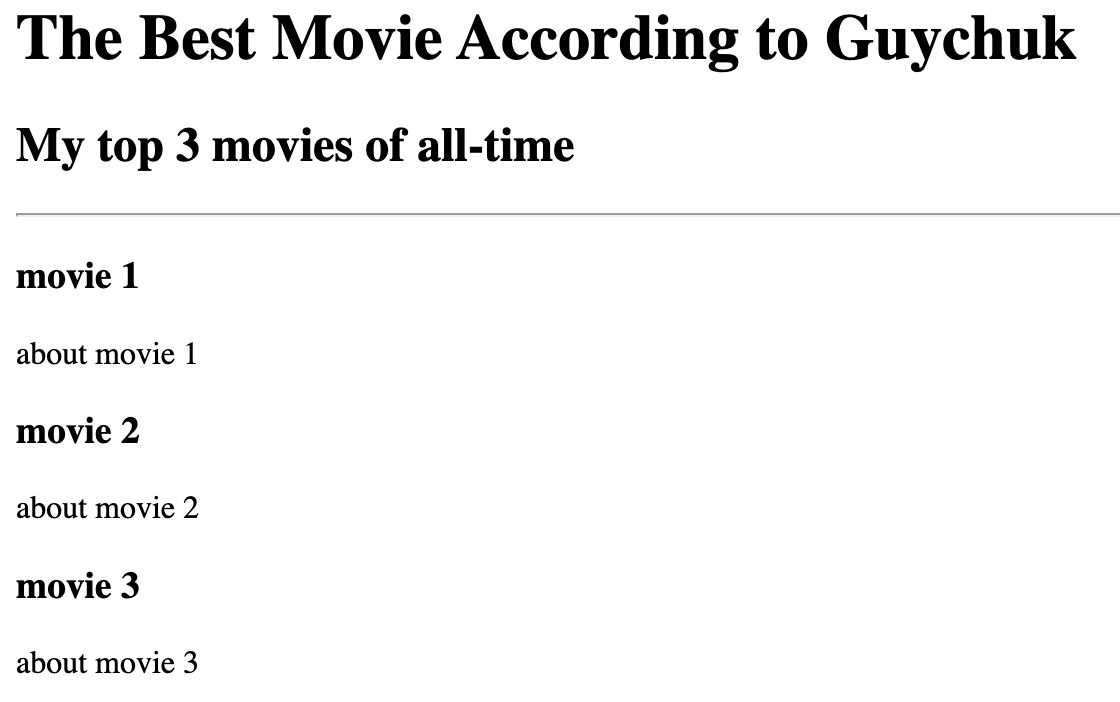 The Best Movie According to Guychuk
My top 3 movies of all-time
movie 1
about movie 1
movie 2
about movie 2
movie 3
about movie 3